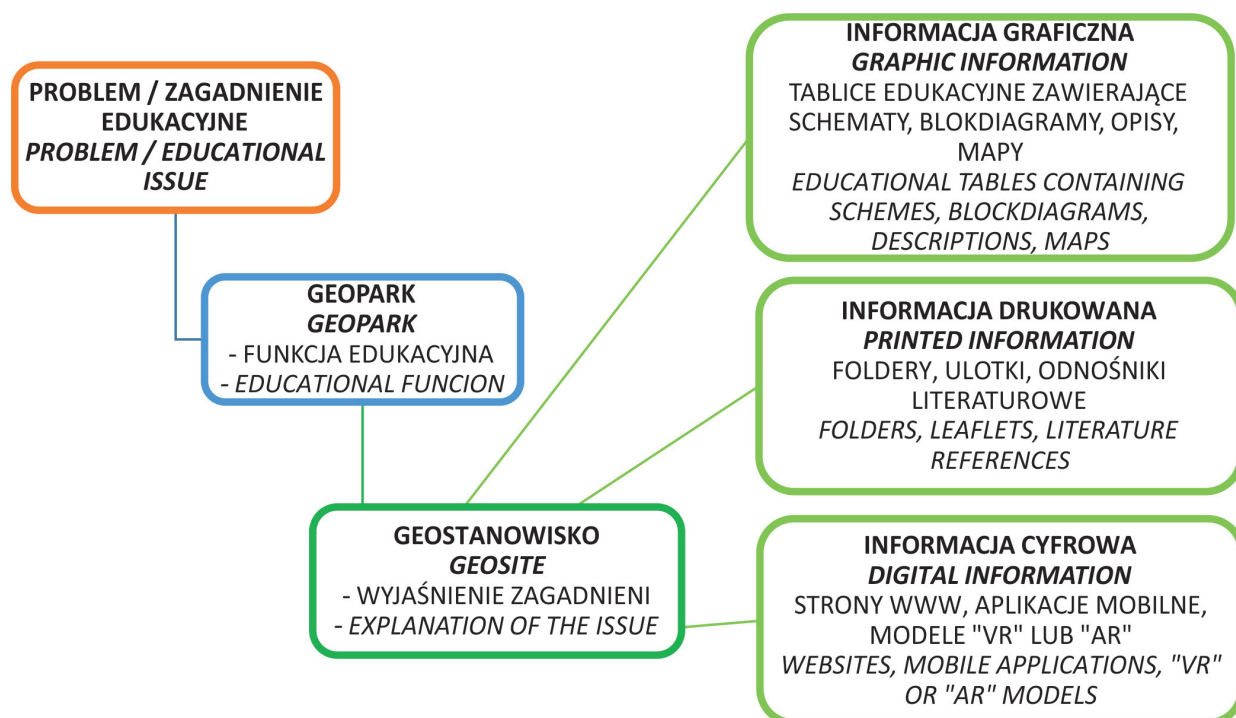 PROBLEM / ZAGADNIENIE
EDUKACYJNE
PROBLEM / EDUCATIONAL
ISSUE
GEOPARK
GEOPARK
- FUNKCJA EDUKACYJNA
- EDUCATIONAL FUNCION
GEOSTANOWISKO
GEOSITE
- WYJAŚNIENIE ZAGADNIENI
- EXPLANATION OF THE ISSUE
INFORMACJA GRAFICZNA
GRAPHIC INFORMATION
TABLICE EDUKACYJNE ZAWIERAJĄCE
SCHEMATY, BLOKDIAGRAMY, OPISY,
MAPY
EDUCATIONAL TABLES CONTAINING
SCHEMES, BLOCKDIAGRAMS,
DESCRIPTIONS, MAPS
INFORMACJA DRUKOWANA
PRINTED INFORMATION
FOLDERY, ULOTKI, ODNOŚNIKI
LITERATUROWE
FOLDERS, LEAFLETS, LITERATURE
REFERENCES
INFORMACJA CYFROWA
DIGITAL INFORMATION
STRONY WWW, APLIKACJE MOBILNE,
MODELE "VR" LUB "AR"
WEBSITES, MOBILE APPLICATIONS, "VR"
OR "AR" MODELS